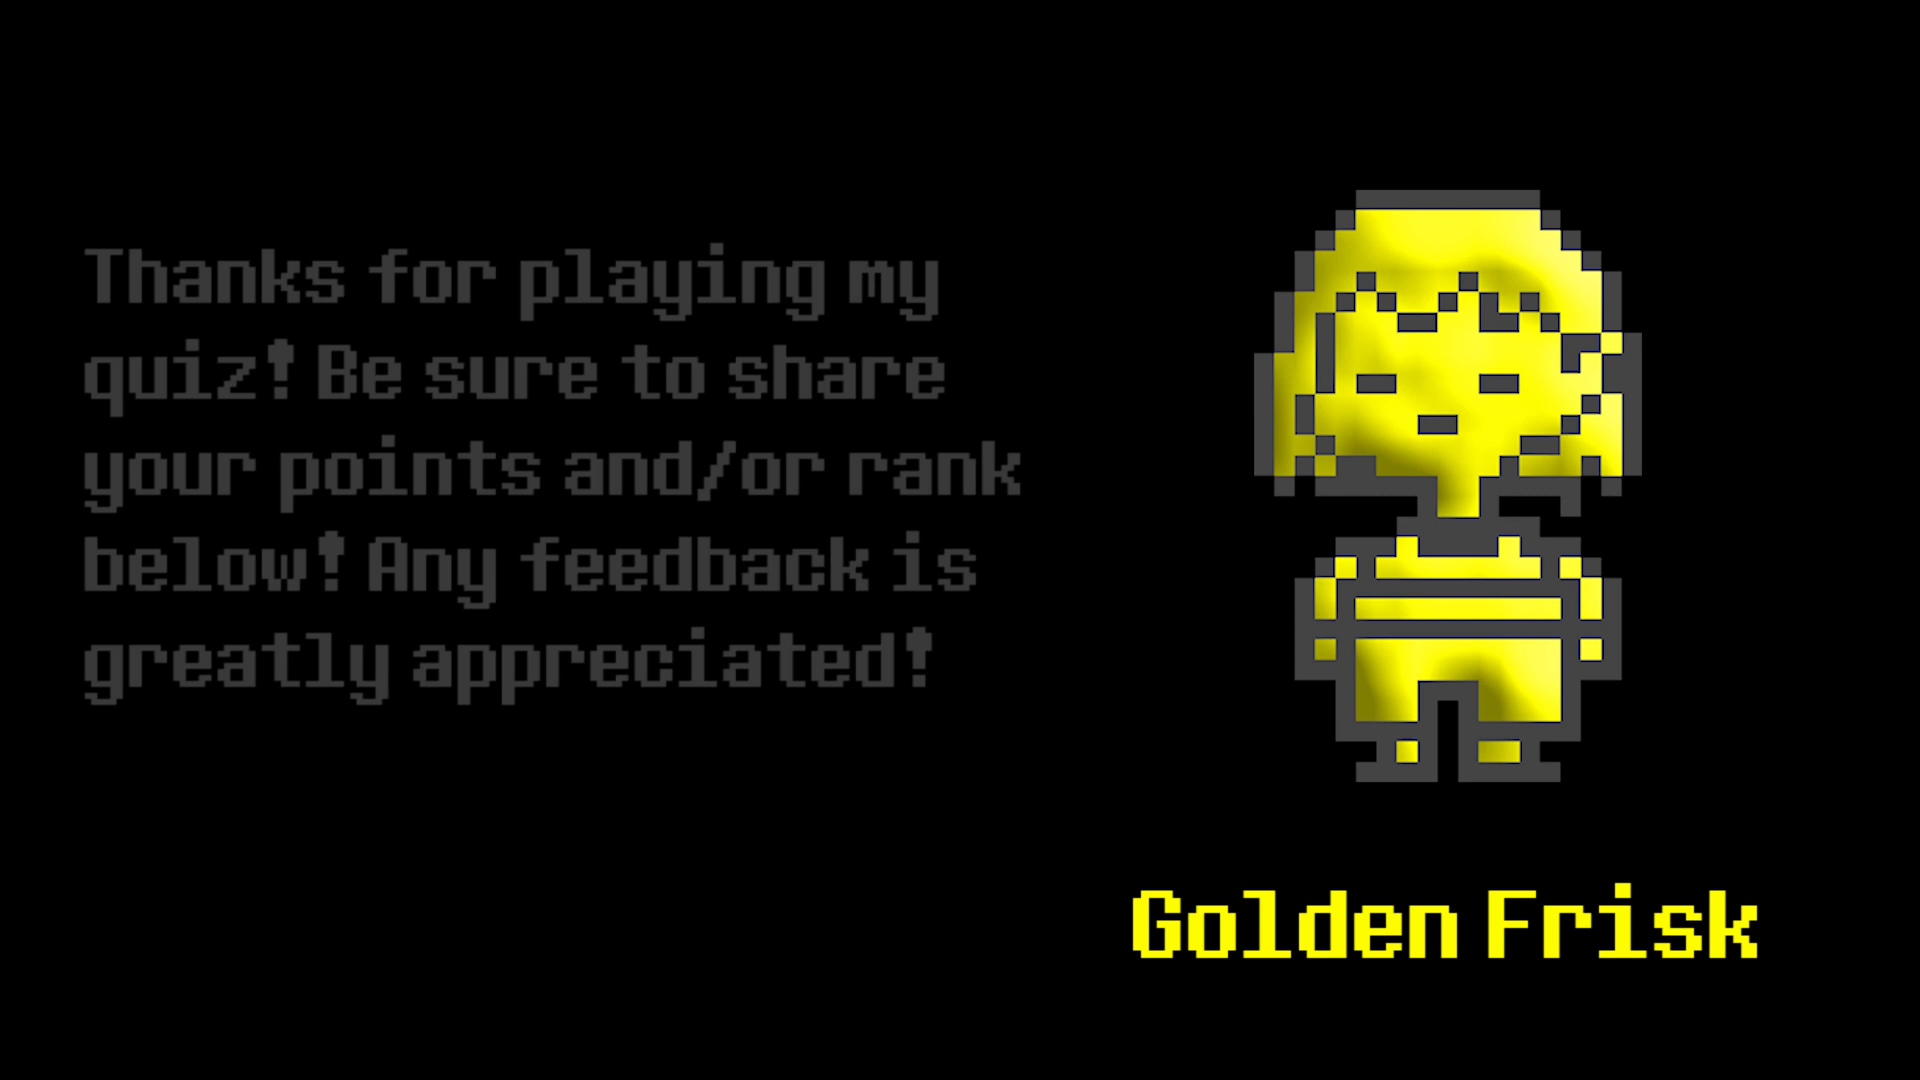 Thanks for playing my
quiz! Be sure to share
your points and/or rank
below! Any feedback is
greatly appreciated!
Golden Frisk